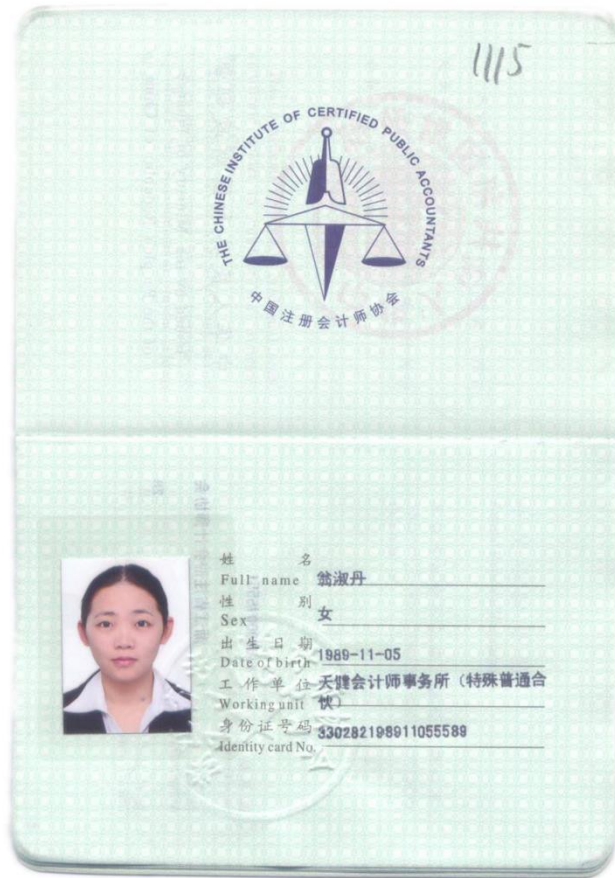 1115
THE CHINESE INSTITUTE OF CERTIFIED PUBLIC ACCOUNTANTS
中国注册会计师协会
姓 名
Full name 翁淑丹
性 别
Sex 女
出生日期
Date of birth 1989-11-05
工作单位 天健会计师事务所（特殊普通合
Working unit 伙）
身份证号码 330282198911055589
Identity card No.